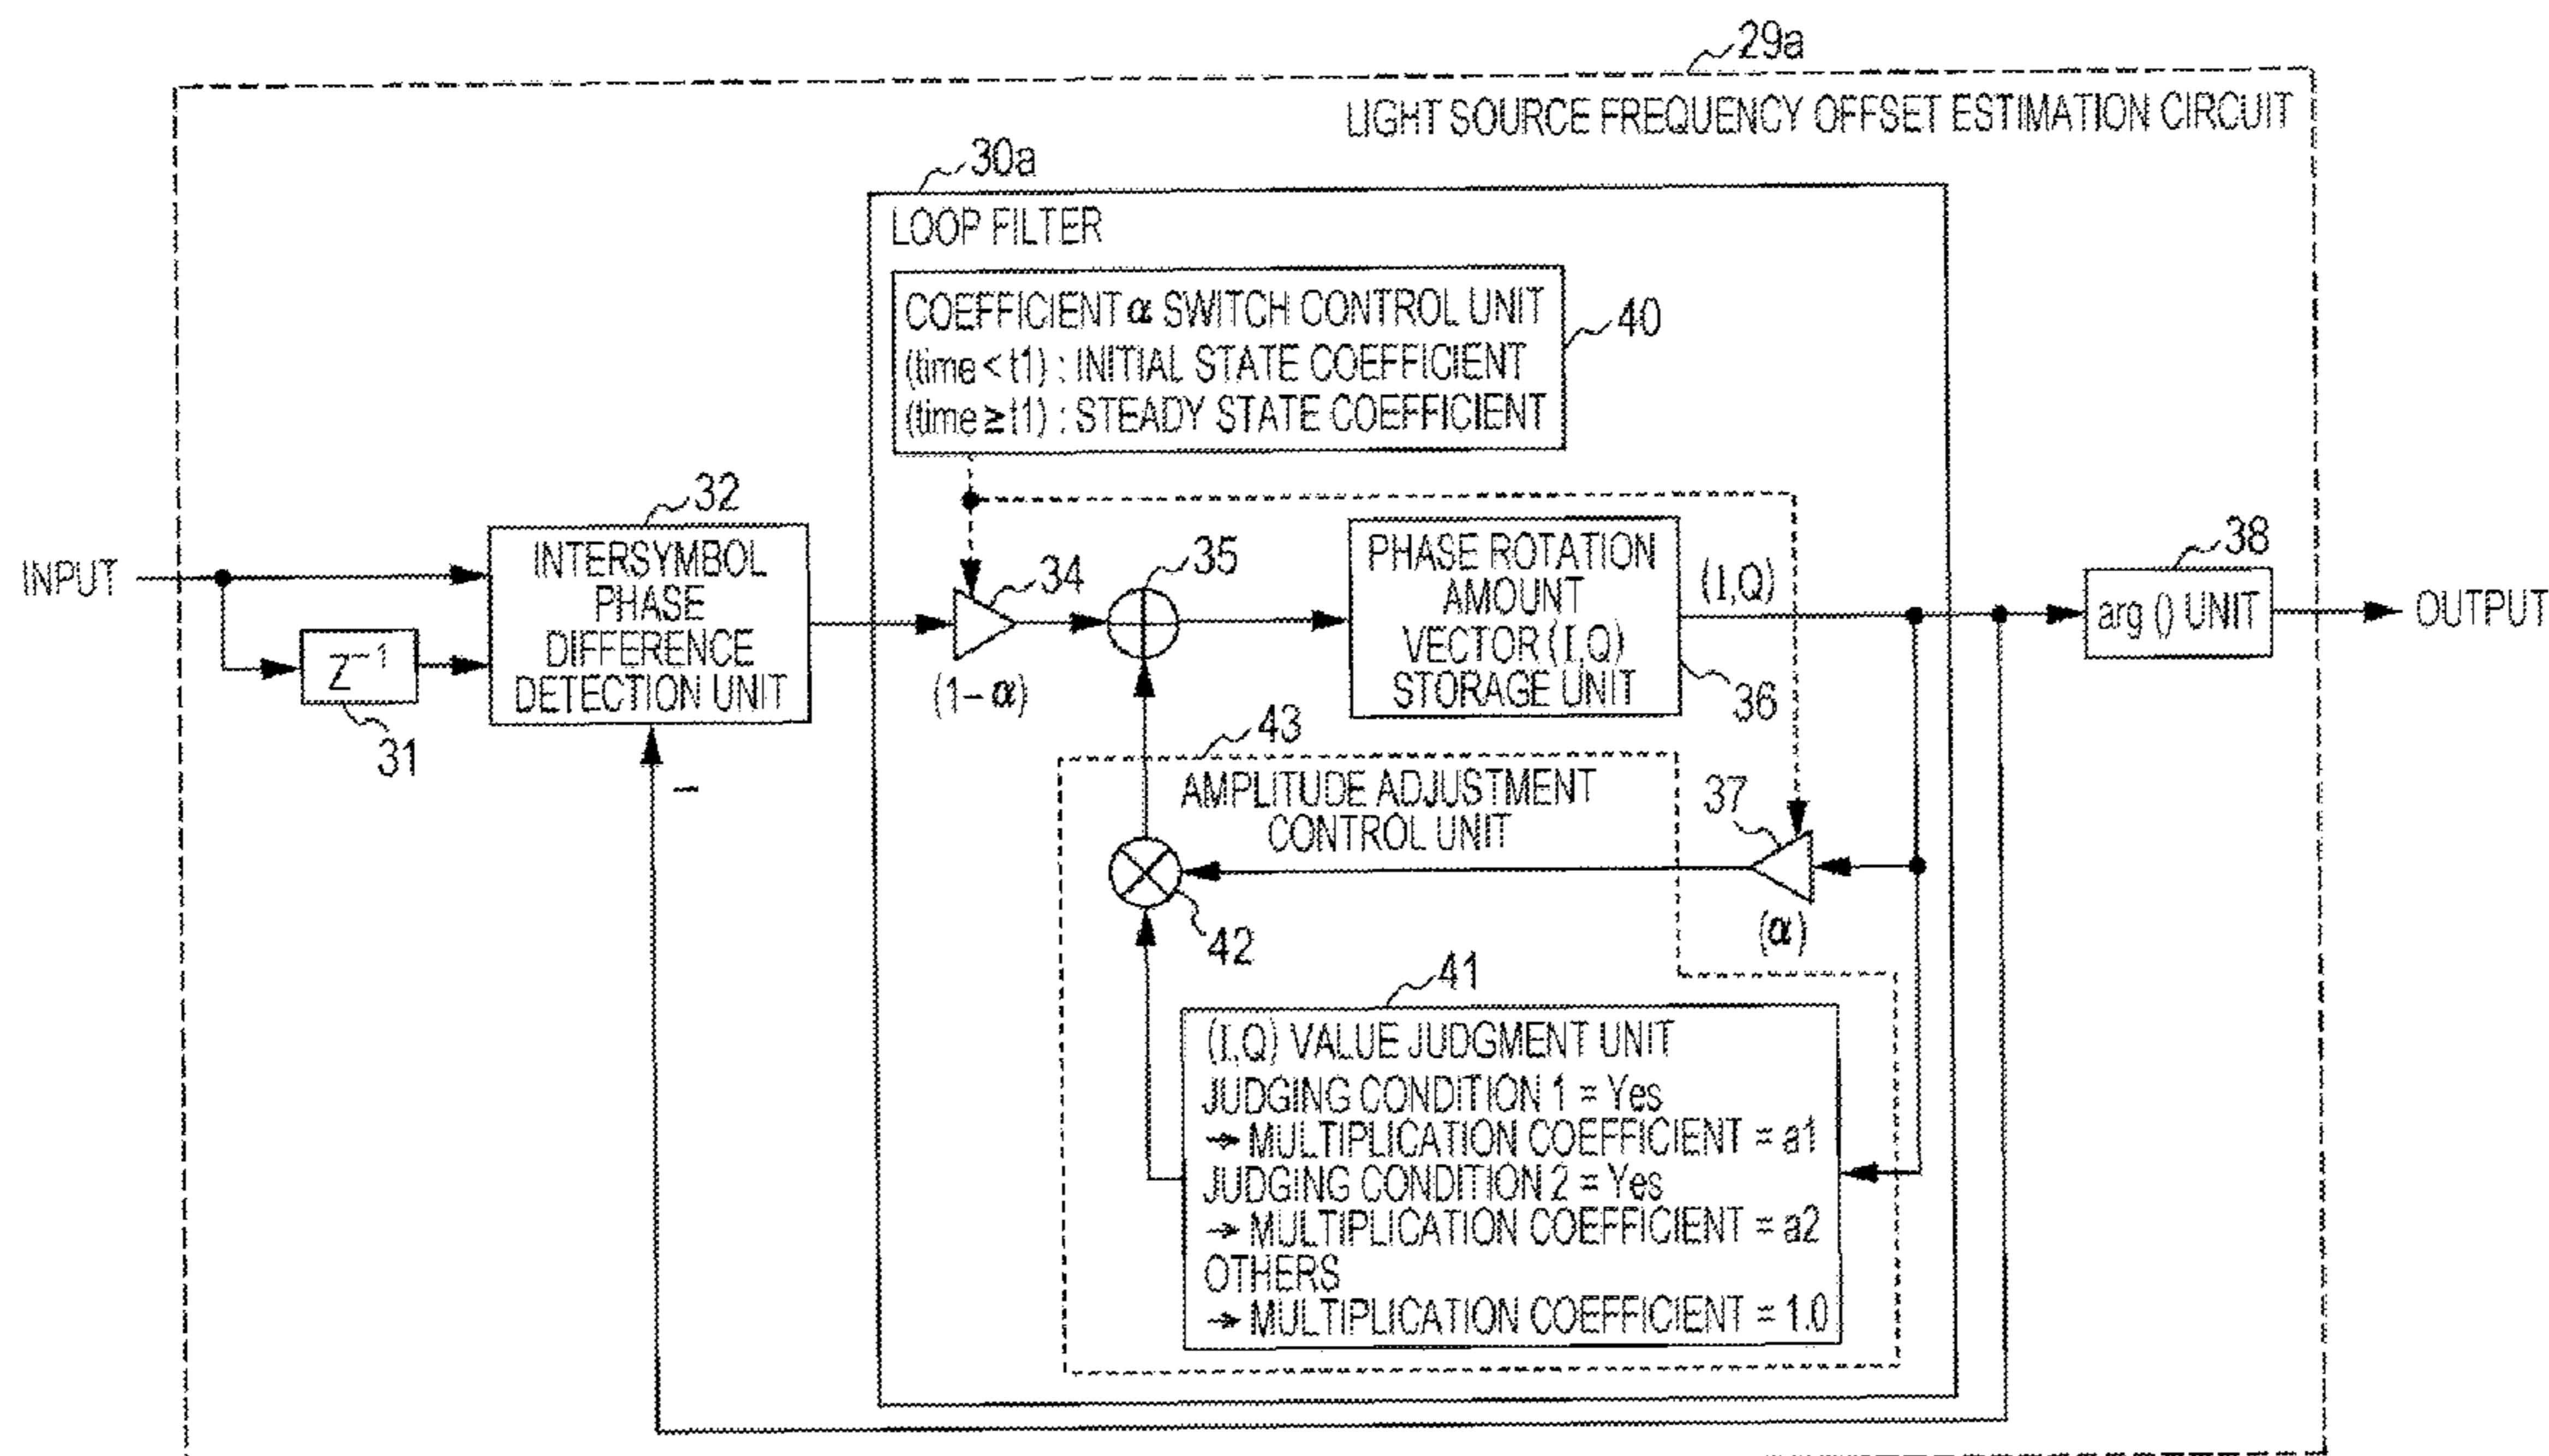 29a
LIGHT SOURCE FREQUENCY OFFSET ESTIMATION CIRCUIT
30a
LOOP FILTER
COEFFICIENT α SWITCH CONTROL UNIT
(time < t1) : INITIAL STATE COEFFICIENT
(time ≥ t1) : STEADY STATE COEFFICIENT
40
INPUT
Z⁻¹
31
32
INTERSYMBOL
PHASE
DIFFERENCE
DETECTION UNIT
−
34
(1-α)
35
PHASE ROTATION
AMOUNT
VECTOR (I,Q)
STORAGE UNIT
36
(I,Q)
38
arg () UNIT
OUTPUT
43
AMPLITUDE ADJUSTMENT
CONTROL UNIT
37
(α)
42
41
(I,Q) VALUE JUDGMENT UNIT
JUDGING CONDITION 1 = Yes
→ MULTIPLICATION COEFFICIENT = a1
JUDGING CONDITION 2 = Yes
→ MULTIPLICATION COEFFICIENT = a2
OTHERS
→ MULTIPLICATION COEFFICIENT = 1.0